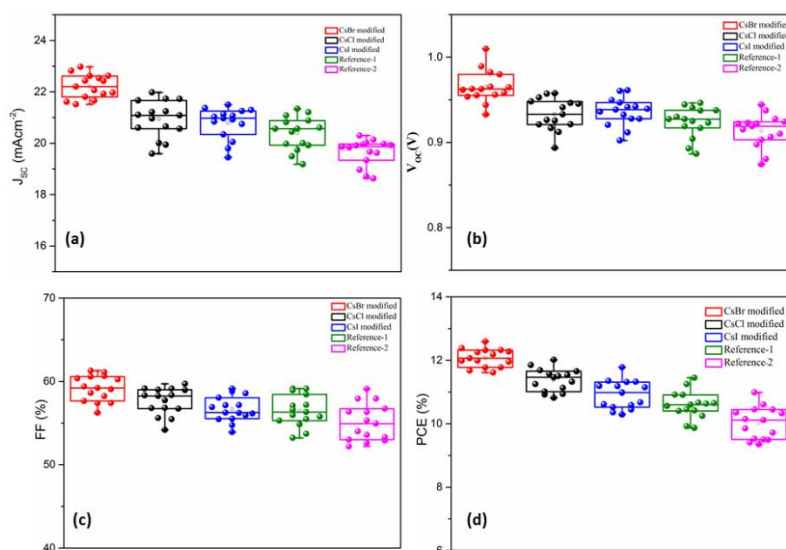 24
22
20
18
16
J_SC (mAcm⁻²)
CsBr modified
CsCl modified
CsI modified
Reference-1
Reference-2
(a)
1.0
0.9
0.8
V_OC(V)
CsBr modified
CsCl modified
CsI modified
Reference-1
Reference-2
(b)
70
60
50
40
FF (%)
CsBr modified
CsCl modified
CsI modified
Reference-1
Reference-2
(c)
14
12
10
8
6
PCE (%)
CsBr modified
CsCl modified
CsI modified
Reference-1
Reference-2
(d)